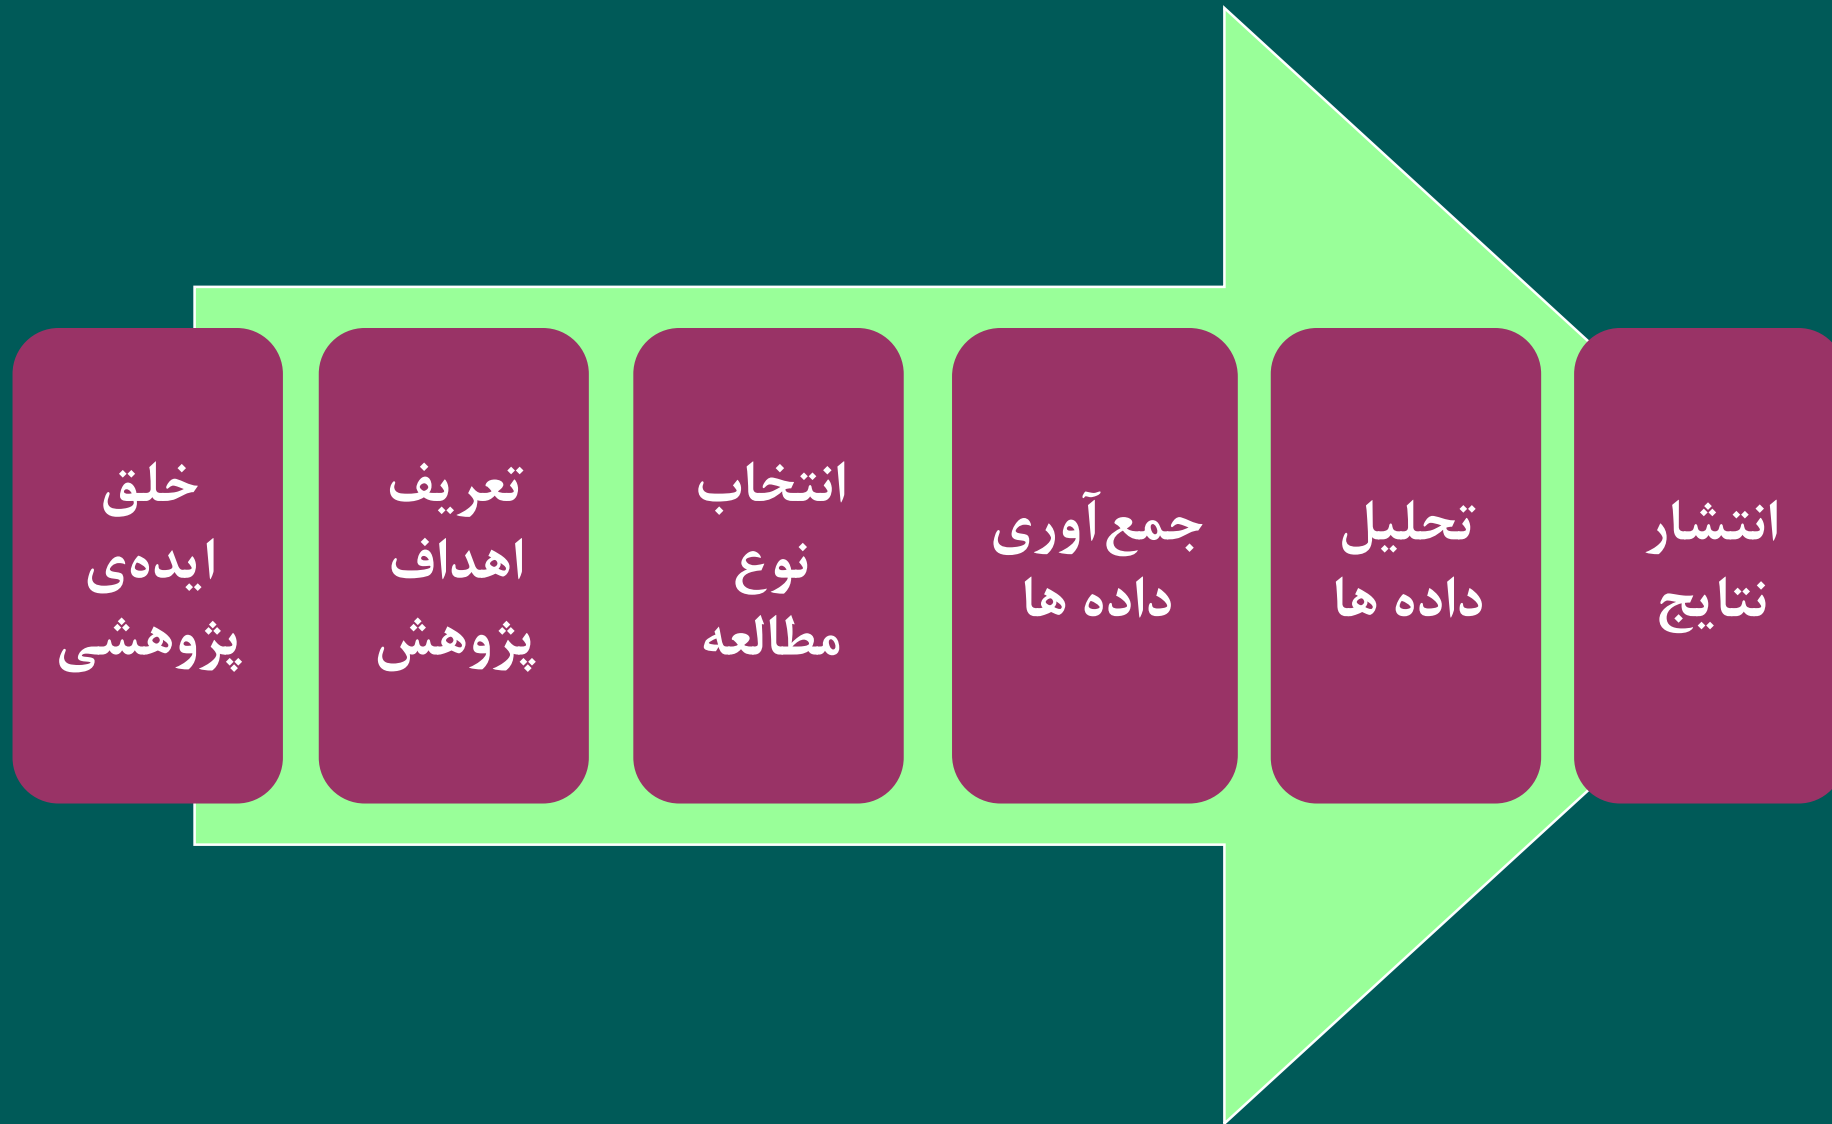 خلق
ایده‌ی
پژوهشی
تعریف
اهداف
پژوهش
انتخاب
نوع
مطالعه
جمع‌آوری
داده ها
تحلیل
داده ها
انتشار
نتایج